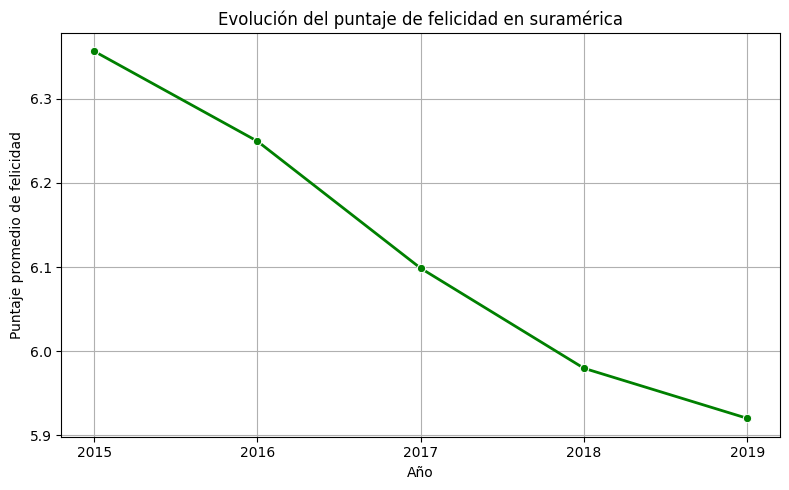 Evolución del puntaje de felicidad en suramérica
Puntaje promedio de felicidad
6.3
6.2
6.1
6.0
5.9
2015 2016 2017 2018 2019
Año